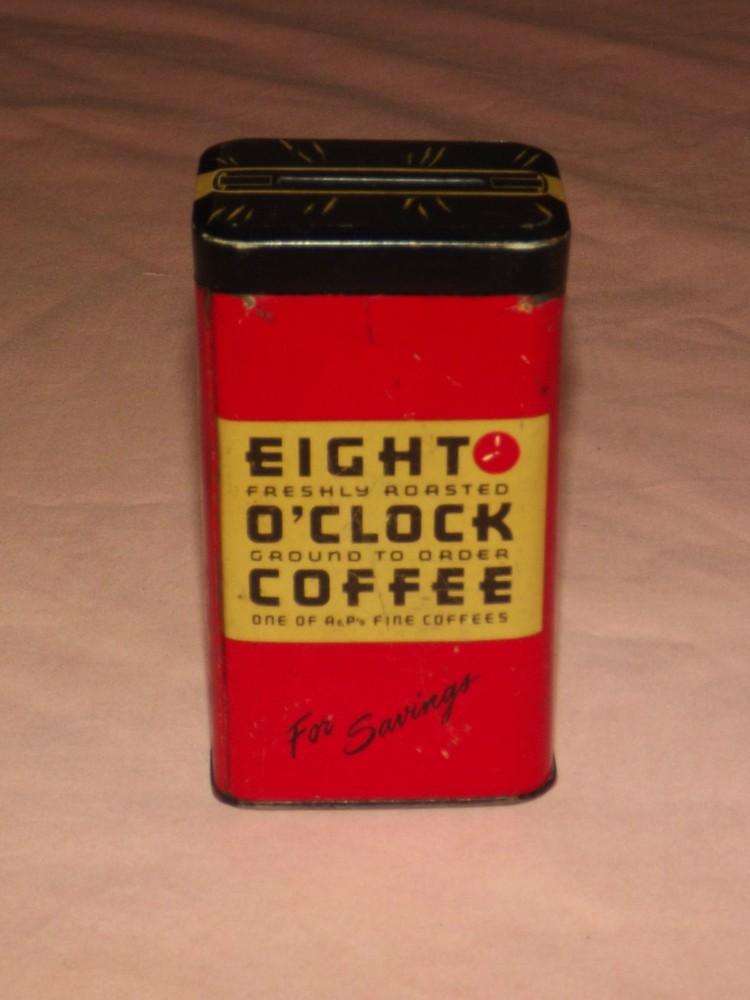 EIGHT
FRESHLY ROASTED
O'CLOCK
GROUND TO ORDER
COFFEE
ONE OF A&P's FINE COFFEES
For Savings